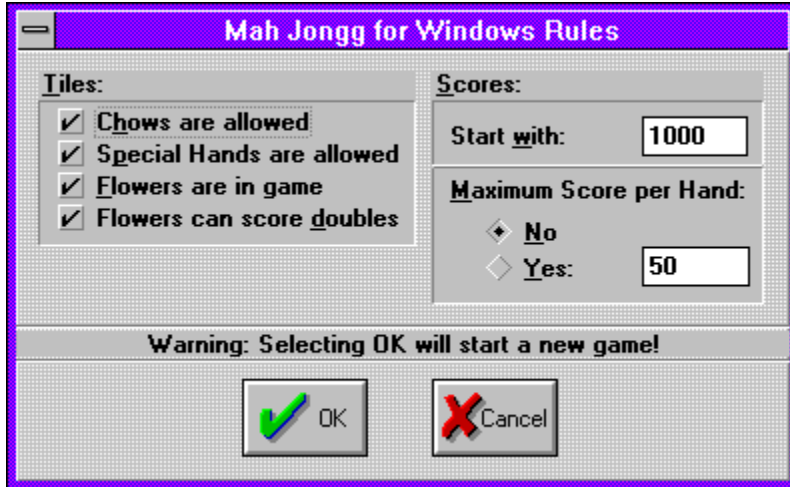 Mah Jongg for Windows Rules
Tiles:
Chows are allowed
Special Hands are allowed
Flowers are in game
Flowers can score doubles
Scores:
Start with: 1000
Maximum Score per Hand:
No
Yes: 50
Warning: Selecting OK will start a new game!
OK
Cancel